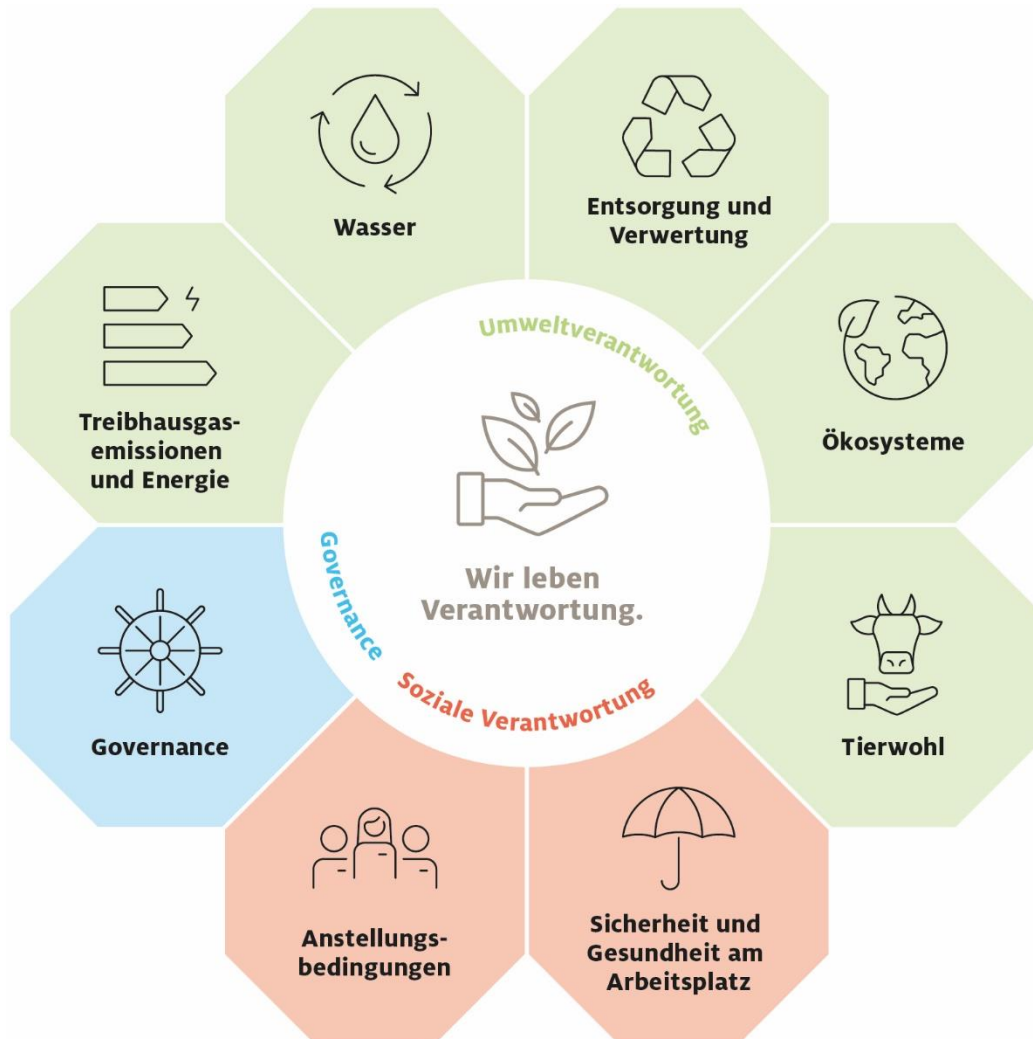 Wasser
Entsorgung und
Verwertung
Treibhausgas-
emissionen
und Energie
Umweltverantwortung
Ökosysteme
Governance
Wir leben
Verantwortung.
Soziale Verantwortung
Governance
Tierwohl
Anstellungs-
bedingungen
Sicherheit und
Gesundheit am
Arbeitsplatz